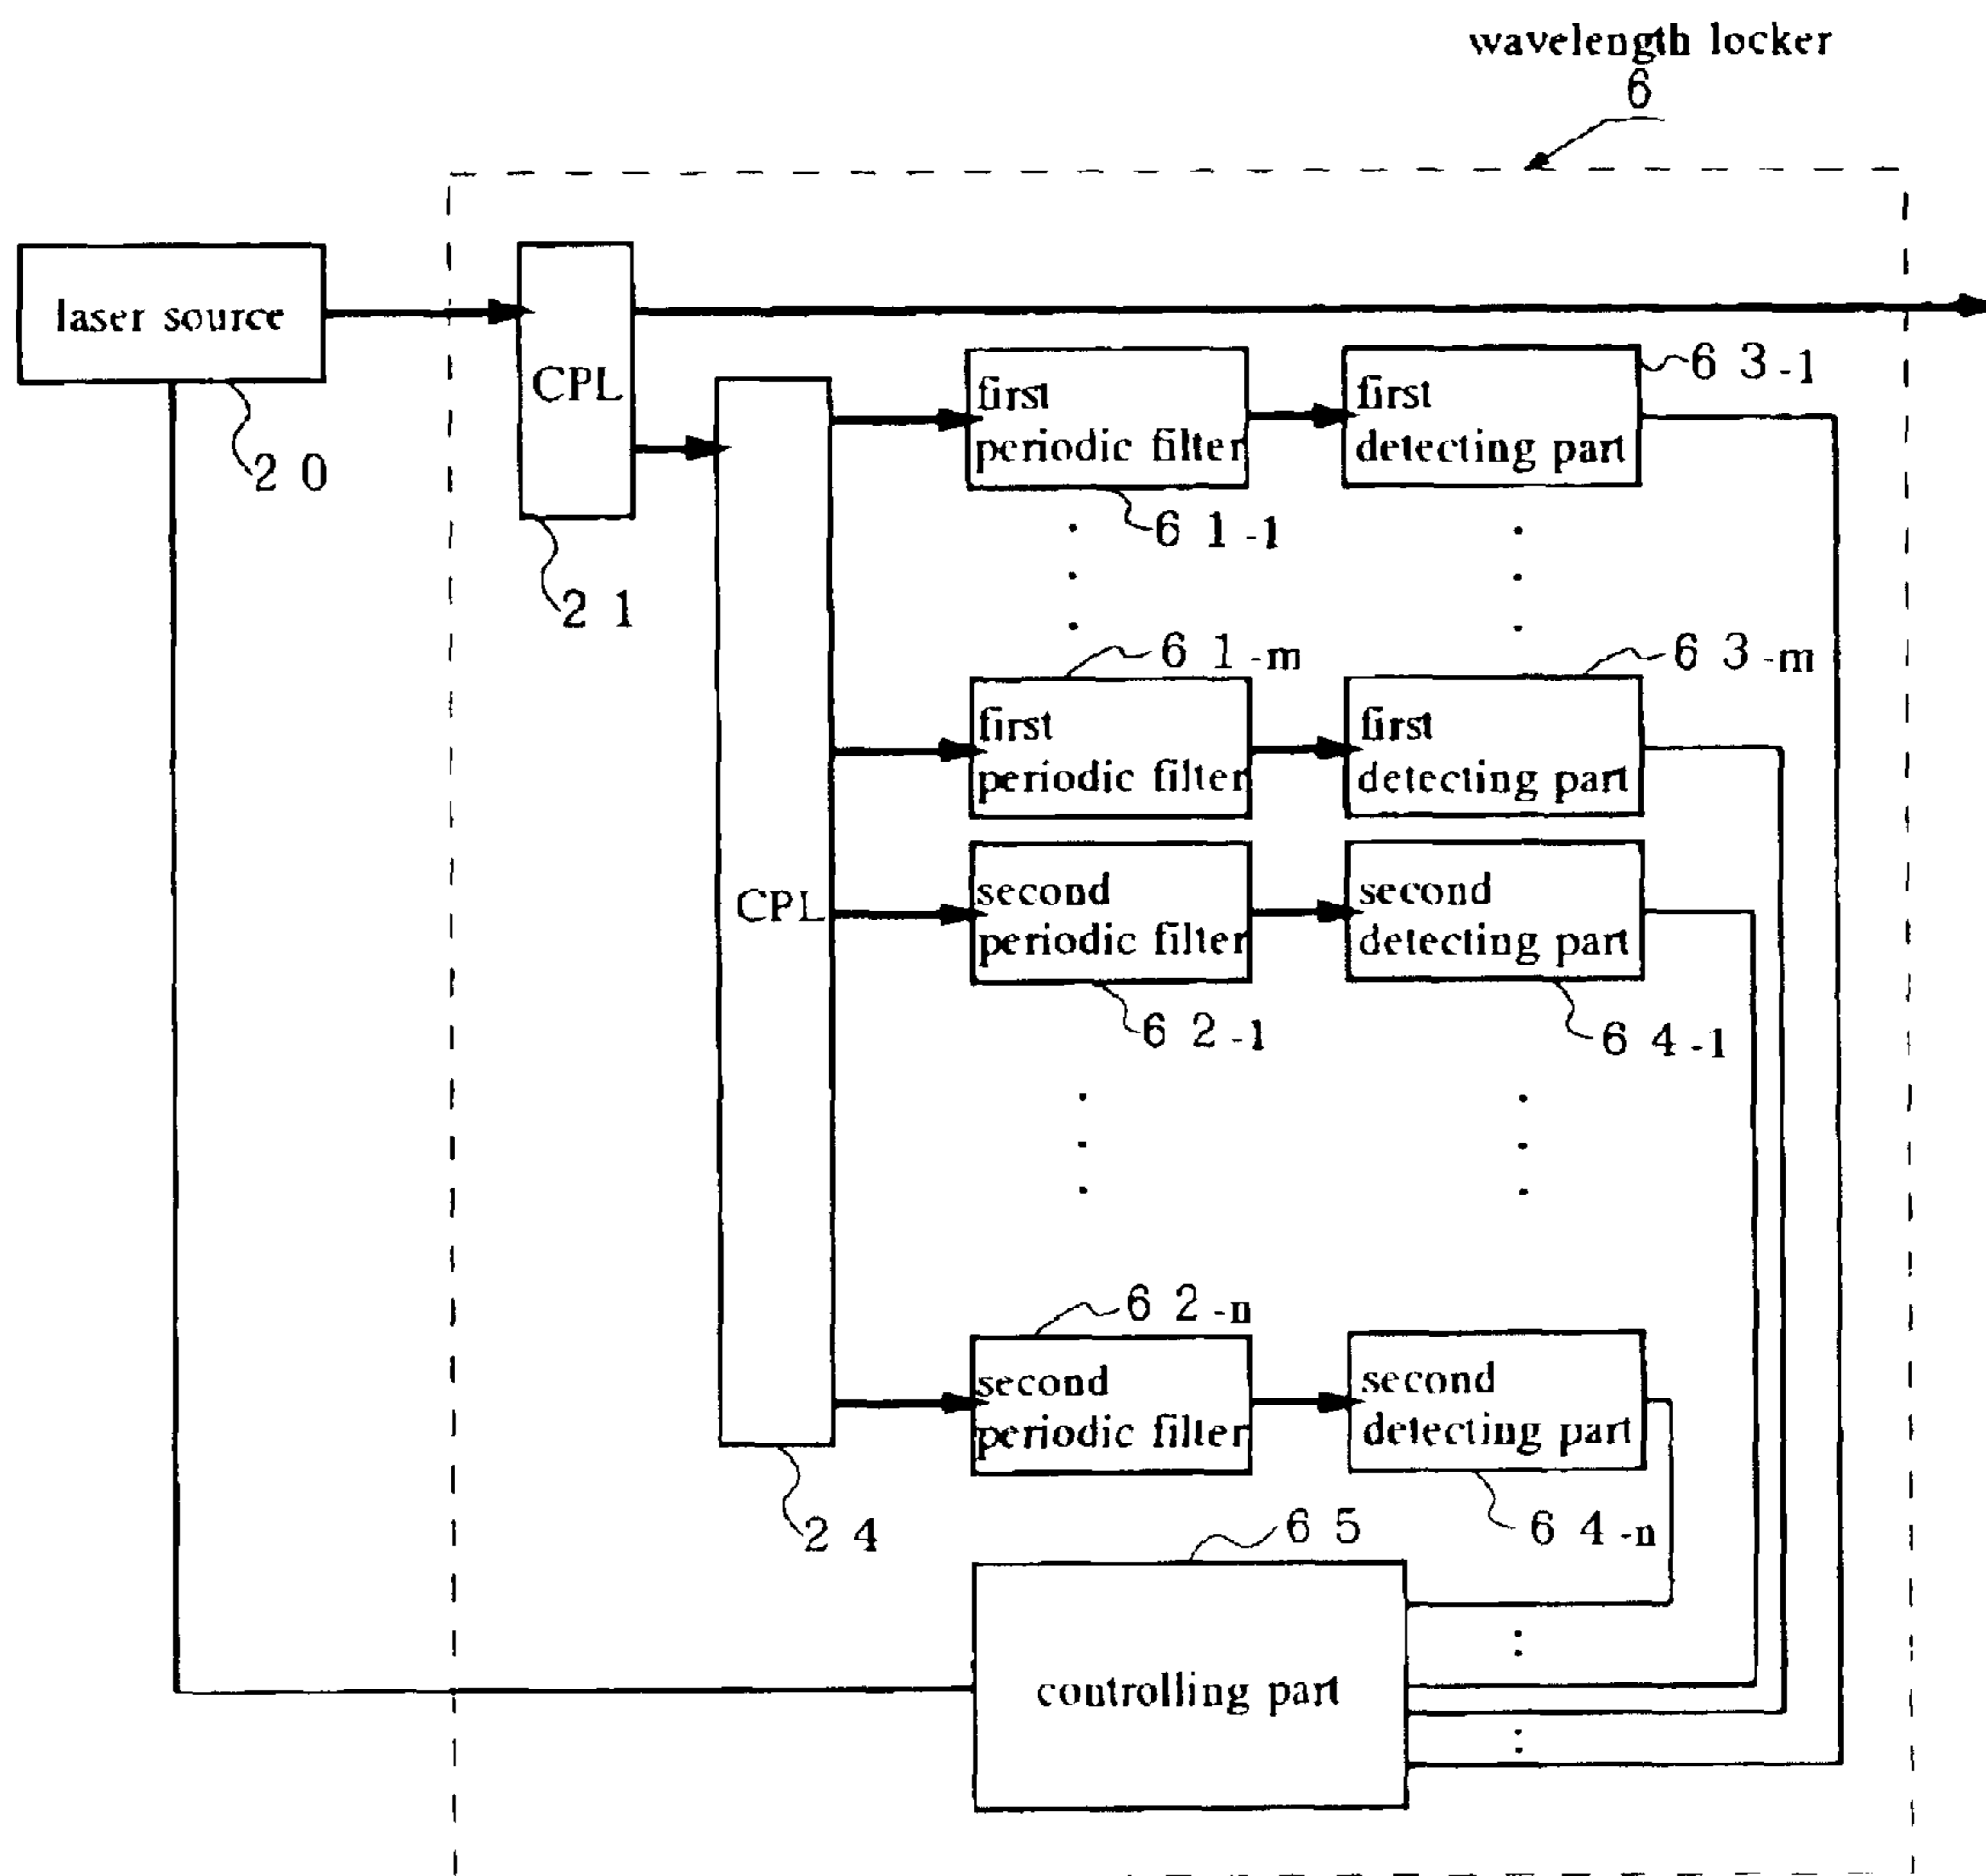 wavelength locker
6
laser source
2 0
CPL
2 1
first
periodic filter
6 1-1
first
detecting part
6 3-1
6 1-m
first
periodic filter
6 3-m
first
detecting part
CPL
2 4
second
periodic filter
6 2-1
second
detecting part
6 4-1
6 2-n
second
periodic filter
second
detecting part
6 4-n
6 5
controlling part